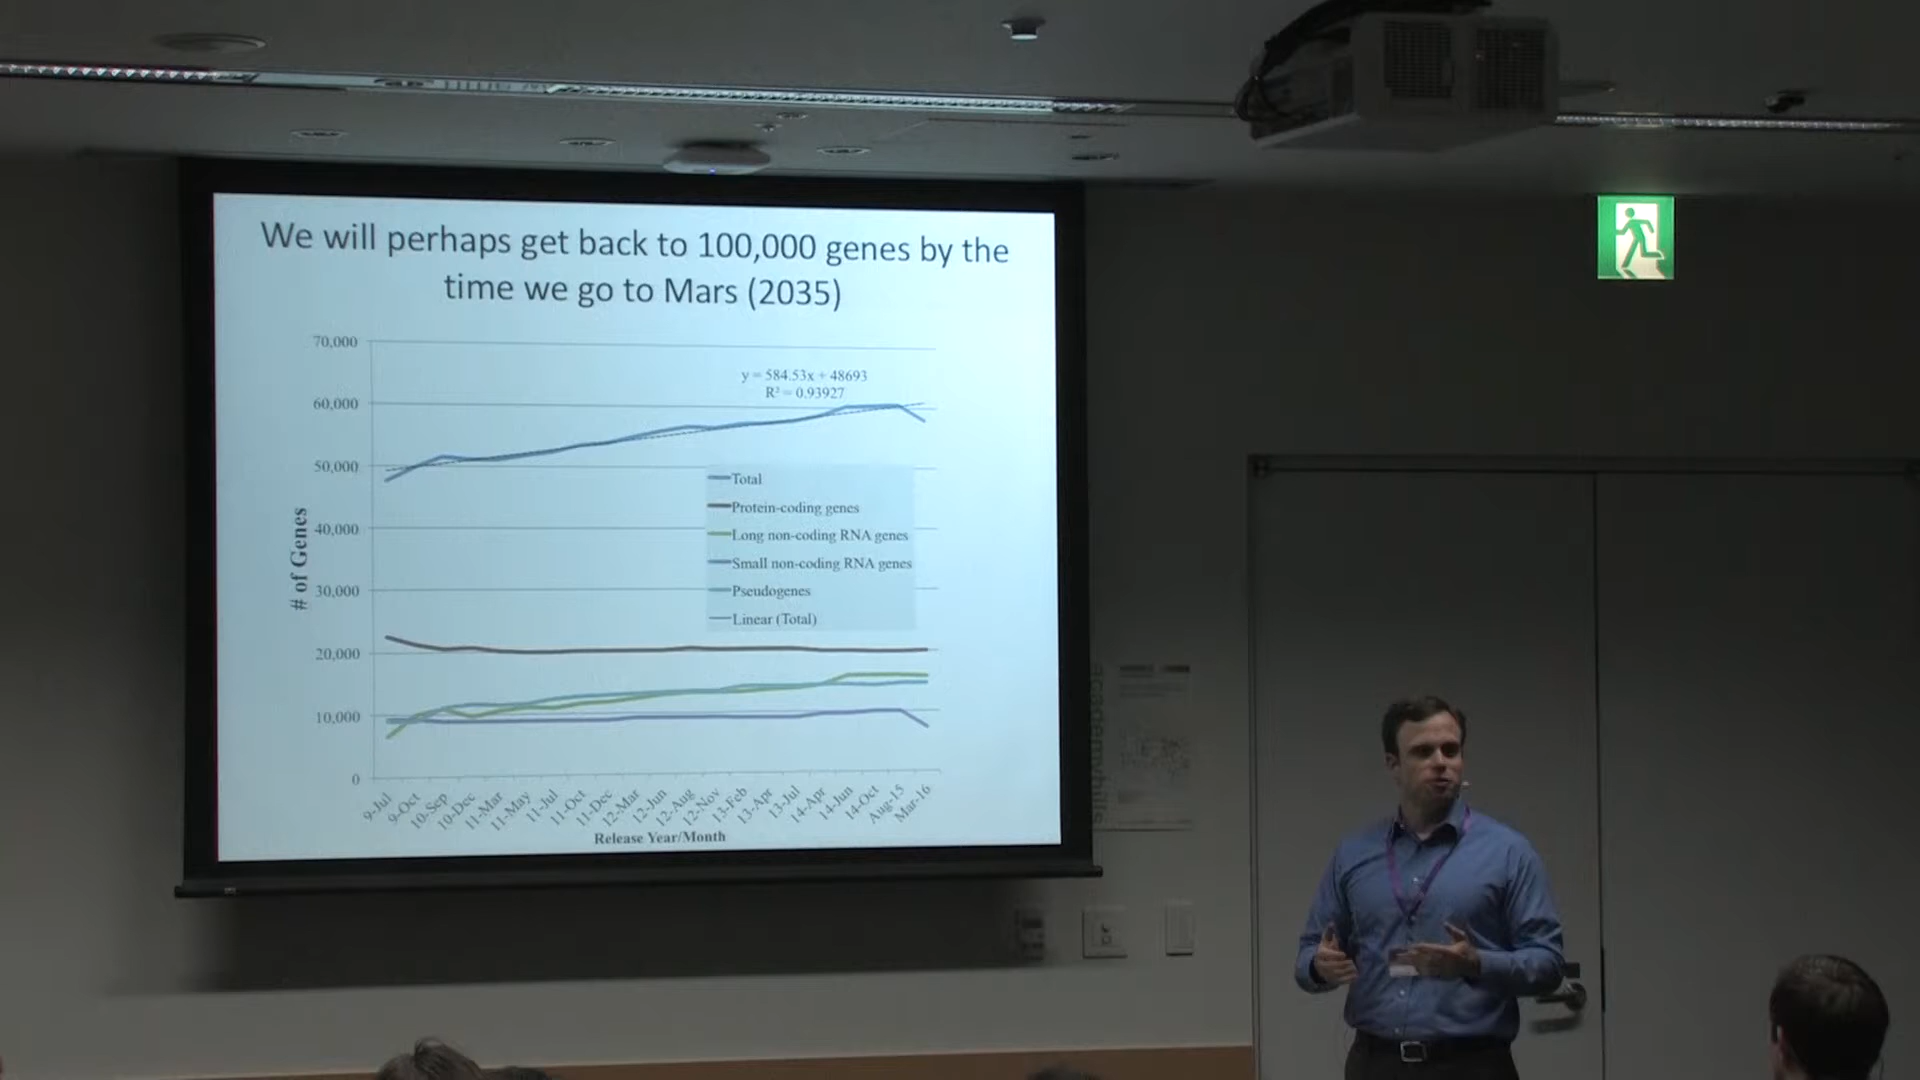 We will perhaps get back to 100,000 genes by the
time we go to Mars (2035)
70,000
60,000
50,000
40,000
30,000
20,000
10,000
0
# of Genes
y = 584.53x + 48693
R² = 0.93927
Total
Protein-coding genes
Long non-coding RNA genes
Small non-coding RNA genes
Pseudogenes
Linear (Total)
9-Jul
9-Oct
10-Sep
10-Dec
11-Mar
11-May
11-Jul
11-Oct
11-Dec
12-Mar
12-Jun
12-Aug
12-Nov
13-Feb
13-Apr
13-Jul
14-Apr
14-Jun
14-Oct
Aug-15
Mar-16
Release Year/Month